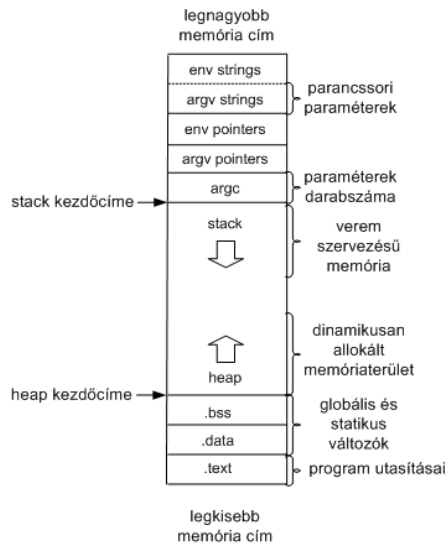 legnagyobb
memória cím
env strings
argv strings
parancssori
paraméterek
env pointers
argv pointers
argc
paraméterek
darabszáma
stack kezdőcíme
stack
verem
szervezésű
memória
dinamikusan
allokált
memóriaterület
heap
heap kezdőcíme
.bss
globális és
statikus
változók
.data
.text
program utasításai
legkisebb
memória cím